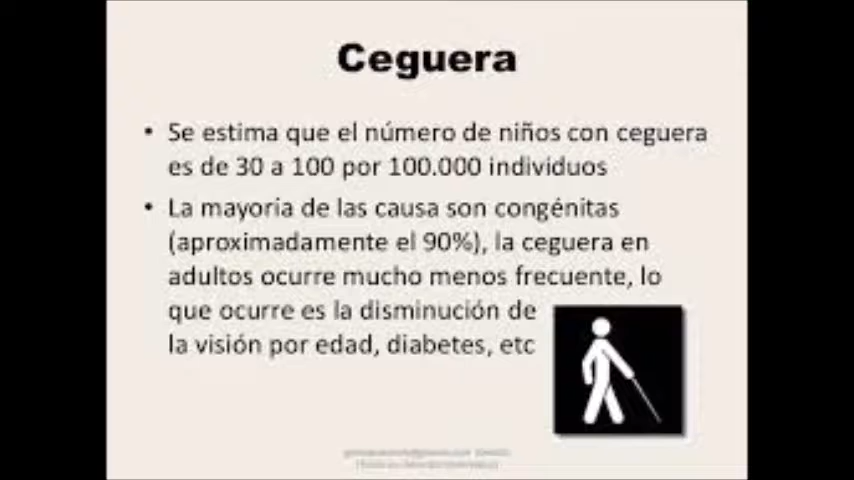 Ceguera
• Se estima que el número de niños con ceguera
es de 30 a 100 por 100.000 individuos
• La mayoria de las causa son congénitas
(aproximadamente el 90%), la ceguera en
adultos ocurre mucho menos frecuente, lo
que ocurre es la disminución de
la visión por edad, diabetes, etc